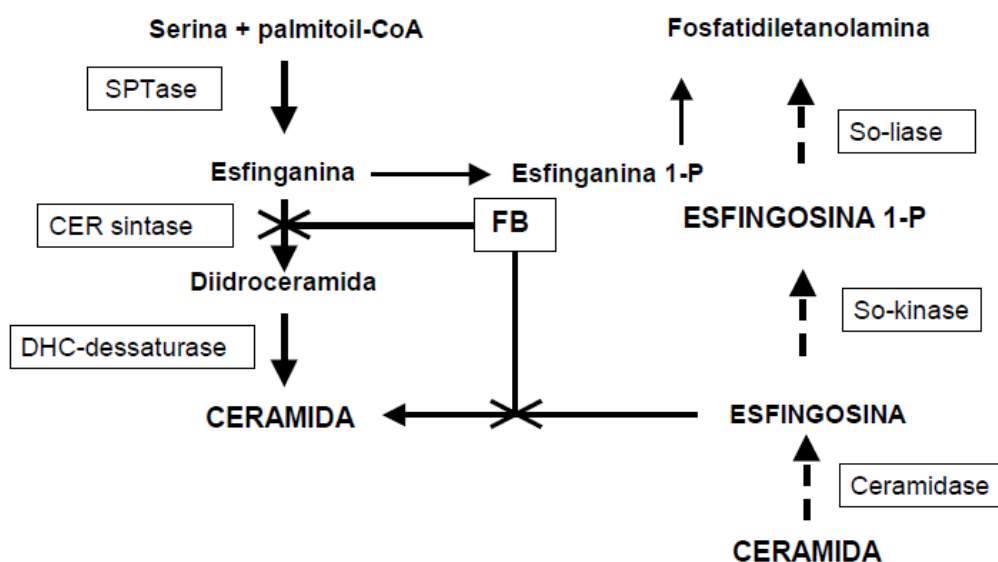 Serina + palmitoil-CoA
Fosfatidiletanolamina
SPTase
So-liase
Esfinganina
Esfinganina 1-P
CER sintase
FB
ESFINGOSINA 1-P
Diidroceramida
So-kinase
DHC-dessaturase
CERAMIDA
ESFINGOSINA
Ceramidase
CERAMIDA